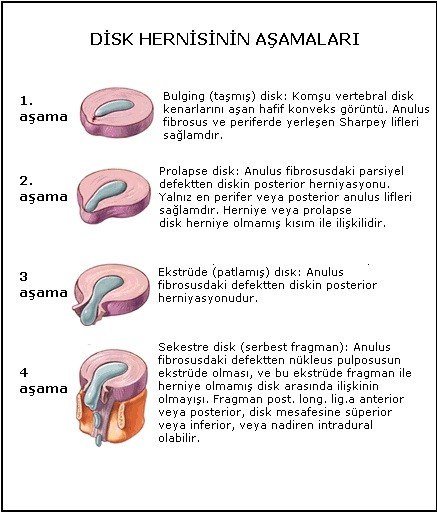 DİSK HERNİSİNİN AŞAMALARI
1.
aşama
Bulging (taşmış) disk: Komşu vertebral disk
kenarlarını aşan hafif konveks görüntü. Anulus
fibrosus ve periferde yerleşen Sharpey lifleri
sağlamdır.
2.
aşama
Prolapse disk: Anulus fibrosusdaki parsiyel
defektten diskin posterior herniyasyonu.
Yalnız en perifer veya posterior anulus lifleri
sağlamdır. Herniye veya prolapse
disk herniye olmamış kısım ile ilişkilidir.
3
aşama
Ekstrüde (patlamış) disk: Anulus
fibrosusdaki defektten diskin posterior
herniyasyonudur.
4
aşama
Sekestre disk (serbest fragman): Anulus
fibrosusdaki defektten nükleus pulposusun
ekstrüde olması, ve bu ekstrüde fragman ile
herniye olmamış disk arasında ilişkinin
olmayışı. Fragman post. long. lig.a anterior
veya posterior, disk mesafesine süperior
veya inferior, veya nadiren intradural
olabilir.